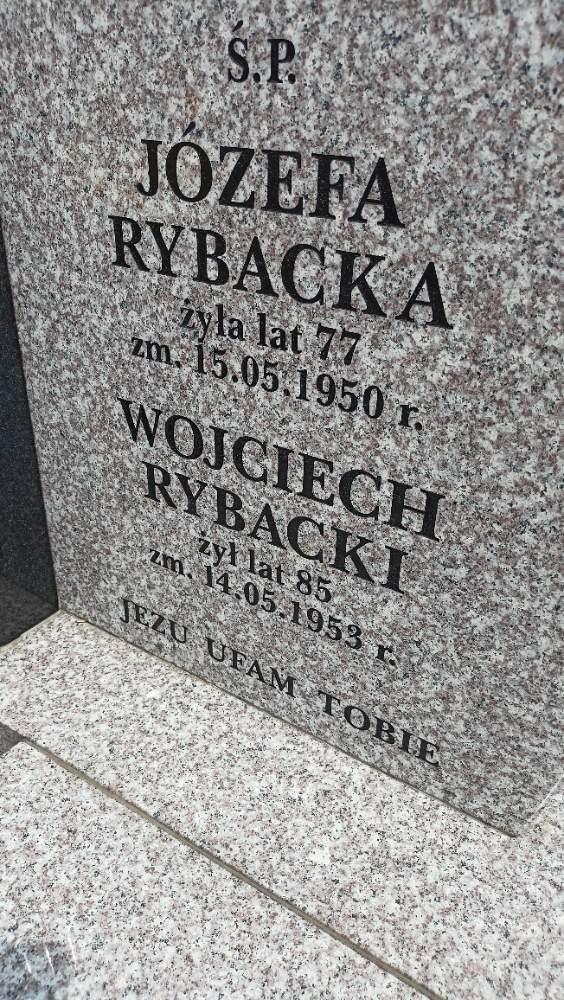 Ś.P.
JÓZEFA
RYBACKA
żyła lat 77
zm. 15.05.1950 r.
WOJCIECH
RYBACKI
żył lat 85
zm. 14.05.1953 r.
JEZU UFAM TOBIE